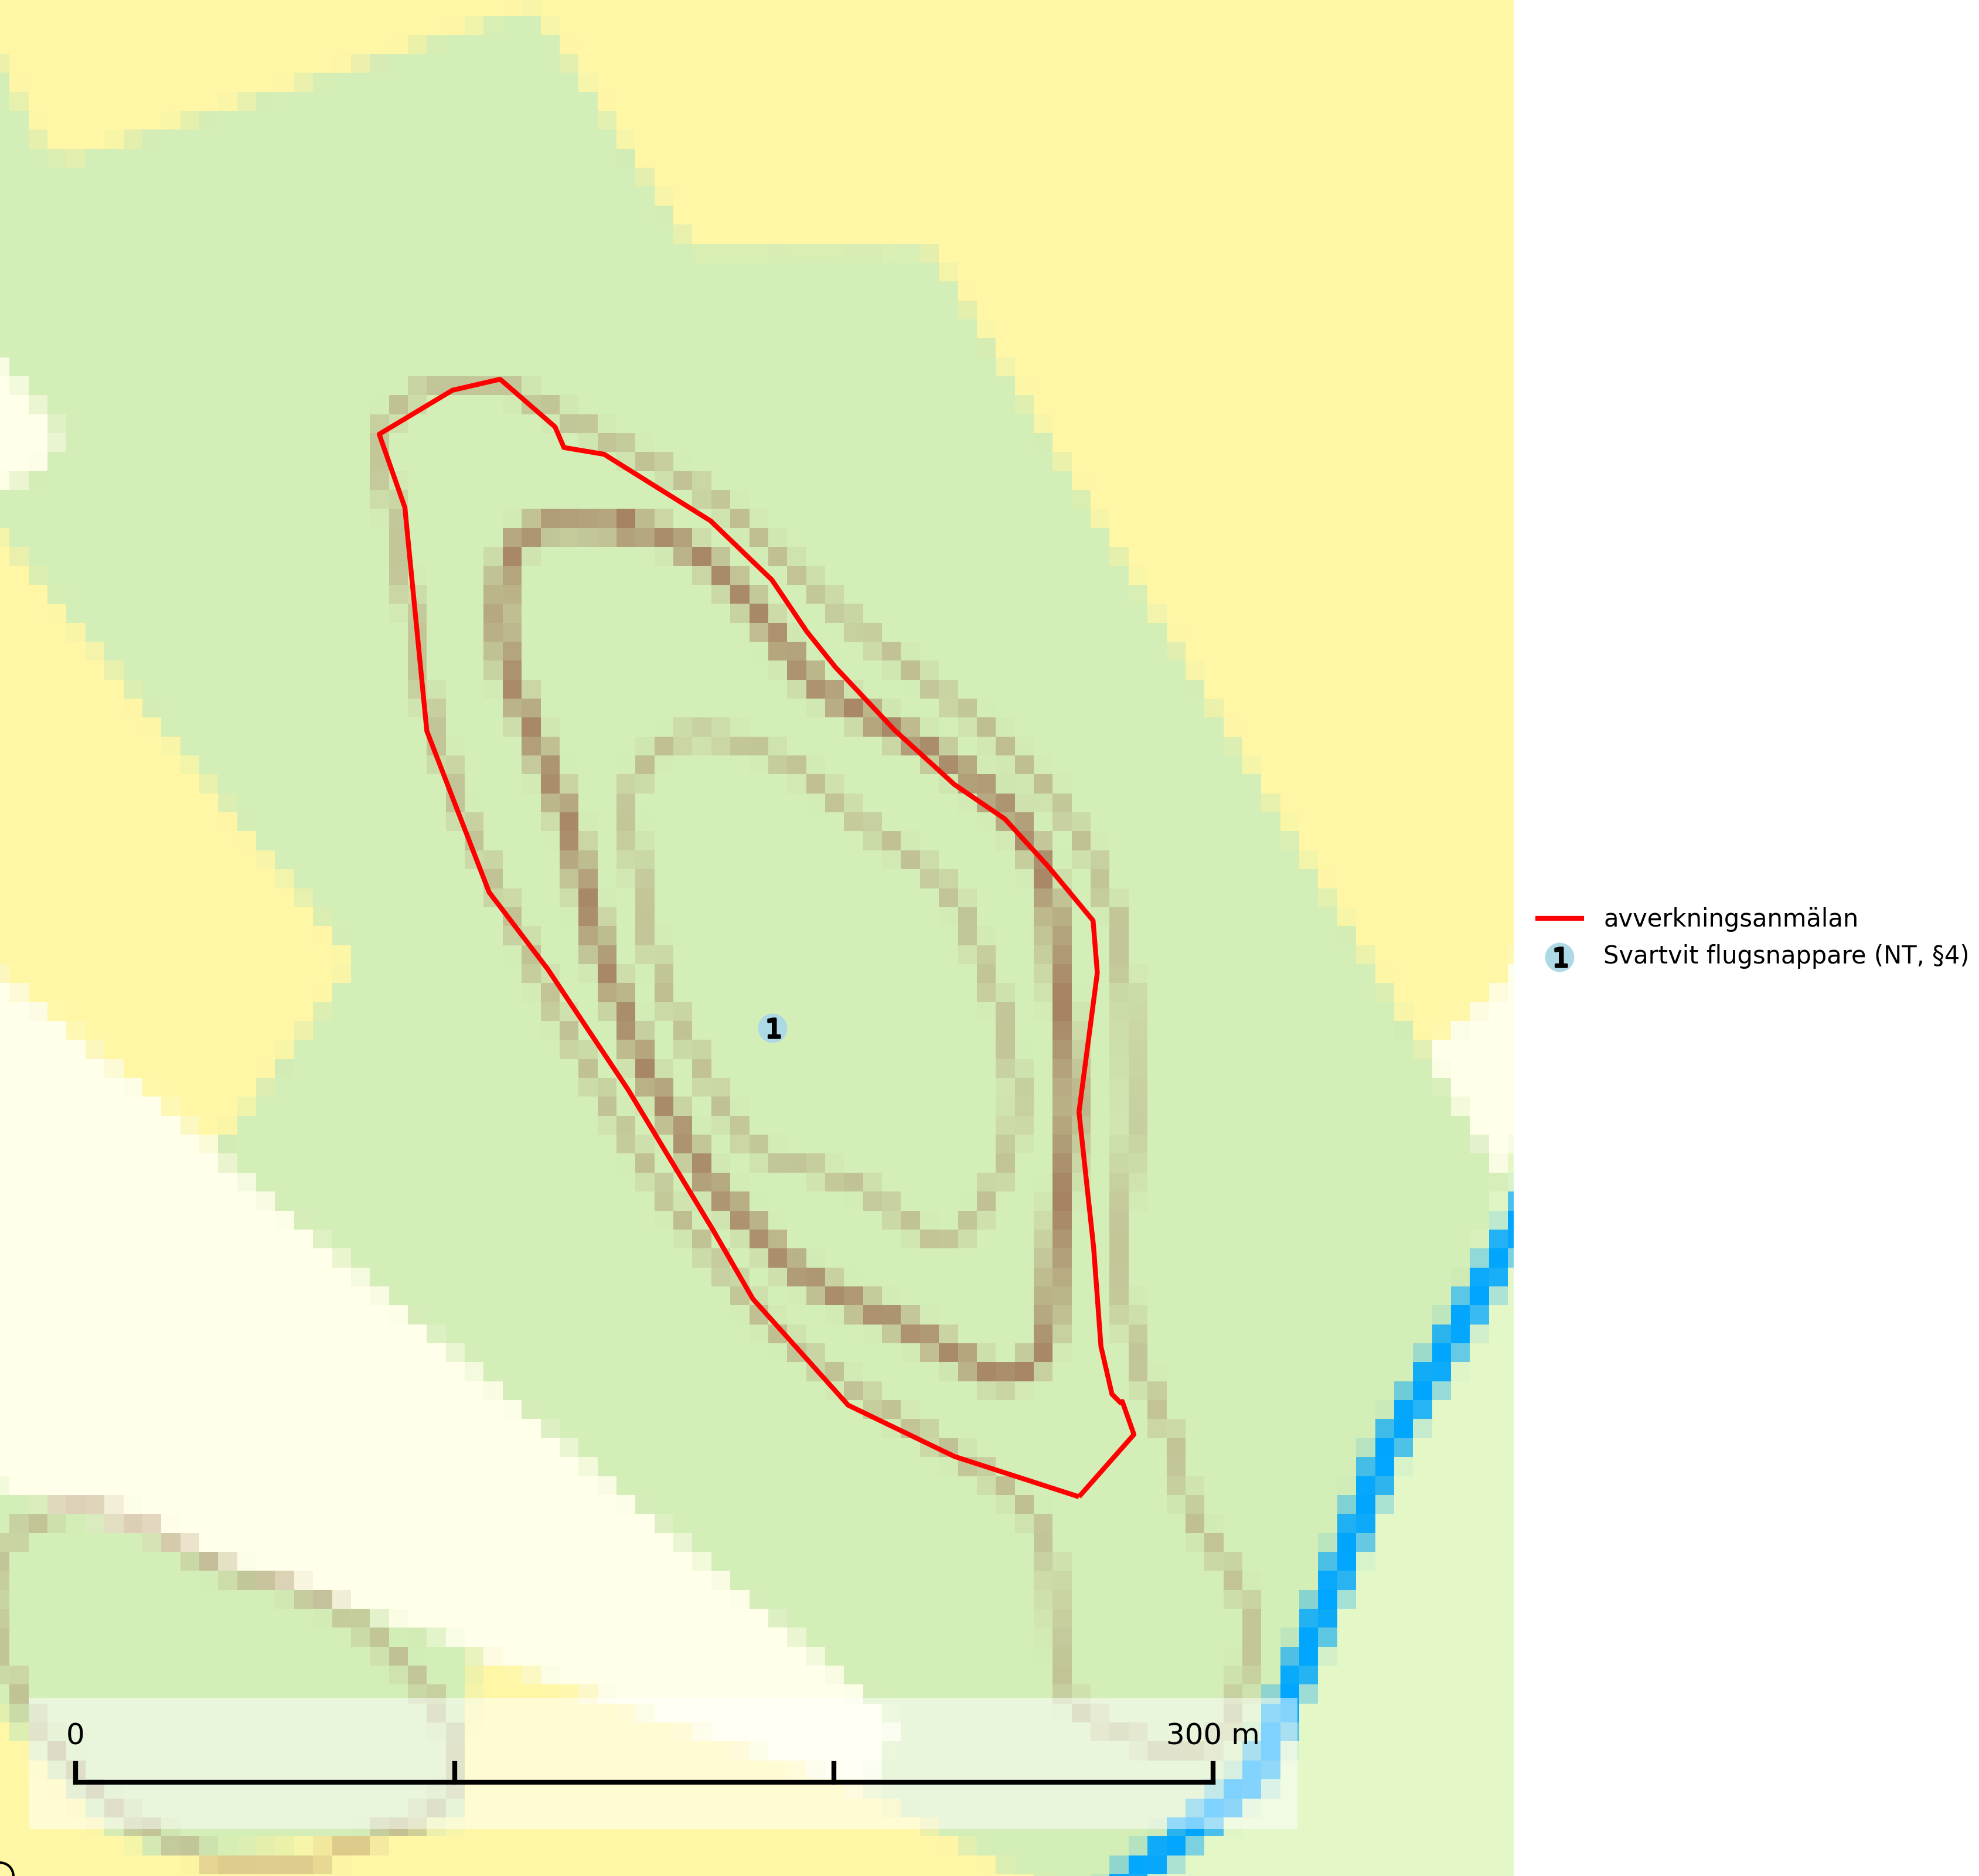 avverkningsanmälan
1 Svartvit flugsnappare (NT, §4)
1
0 300 m